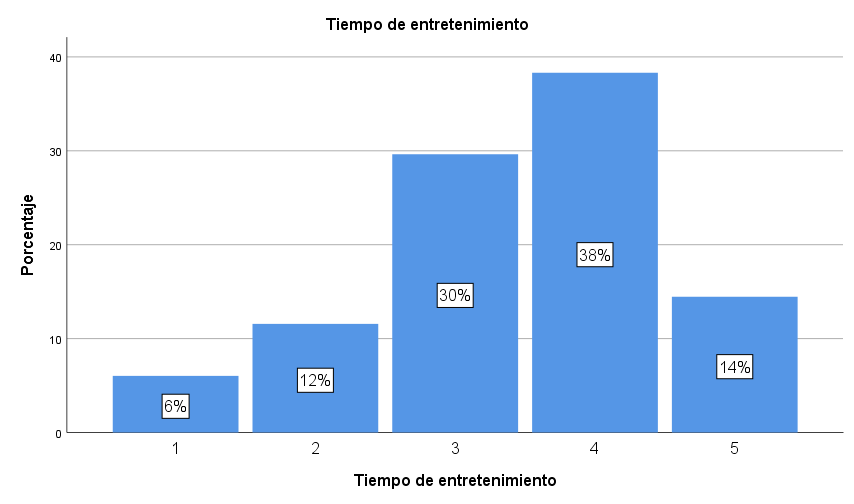 Tiempo de entretenimiento
Porcentaje
40
30
20
10
0
6%
12%
30%
38%
14%
1 2 3 4 5
Tiempo de entretenimiento